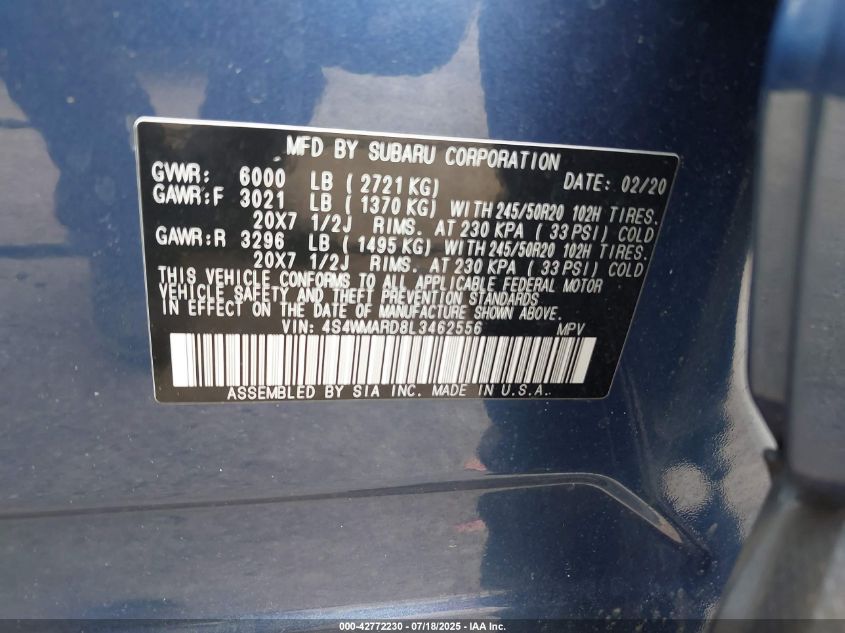 MFD BY SUBARU CORPORATION
GVWR: 6000 LB (2721 KG) DATE: 02/20
GAWR:F 3021 LB (1370 KG) WITH 245/50R20 102H TIRES.
20X7 1/2J RIMS. AT 230 KPA (33 PSI) COLD
GAWR:R 3296 LB (1495 KG) WITH 245/50R20 102H TIRES.
20X7 1/2J RIMS. AT 230 KPA (33 PSI) COLD
THIS VEHICLE CONFORMS TO ALL APPLICABLE FEDERAL MOTOR
VEHICLE SAFETY AND THEFT PREVENTION STANDARDS
IN EFFECT ON THE DATE OF MANUFACTURE SHOWN ABOVE.
VIN: 4S4WMARD8L3462556 MPV
ASSEMBLED BY SIA INC. MADE IN U.S.A.
000-42772230 - 07/18/2025 - IAA Inc.